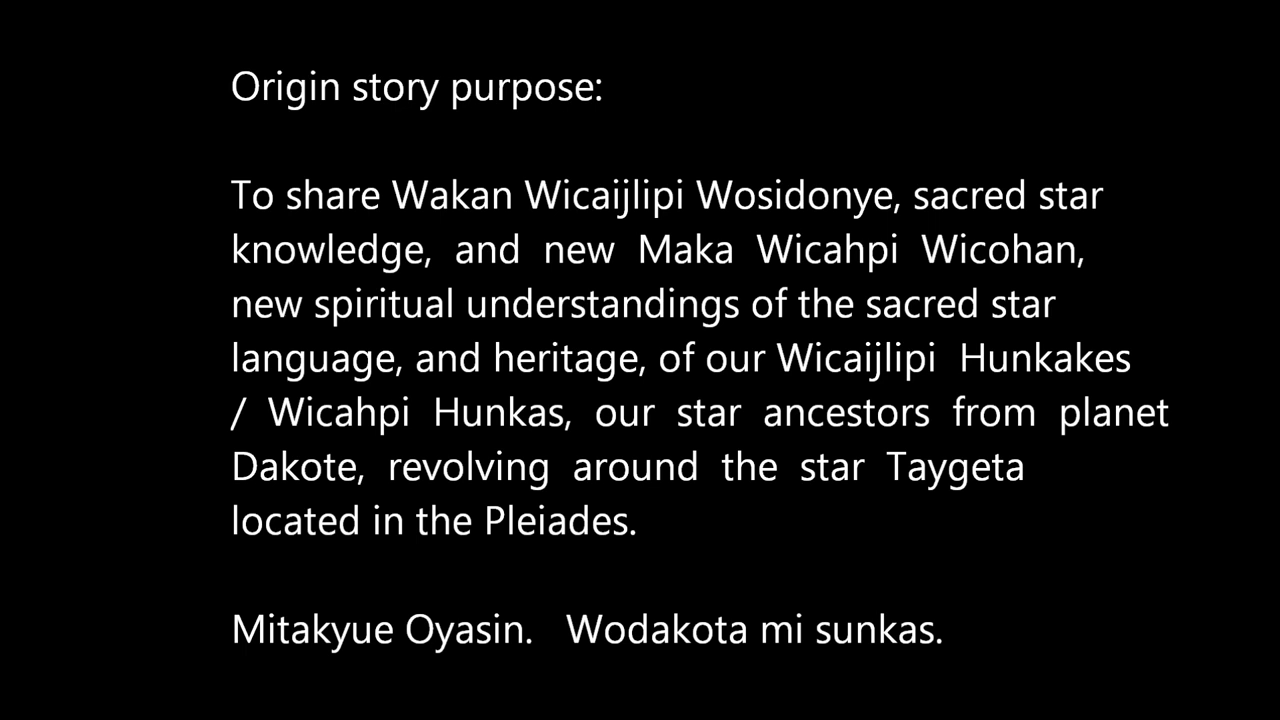 Origin story purpose:
To share Wakan Wicaijlipi Wosidonye, sacred star
knowledge, and new Maka Wicahpi Wicohan,
new spiritual understandings of the sacred star
language, and heritage, of our Wicaijlipi Hunkakes
/ Wicahpi Hunkas, our star ancestors from planet
Dakote, revolving around the star Taygeta
located in the Pleiades.
Mitakyue Oyasin. Wodakota mi sunkas.